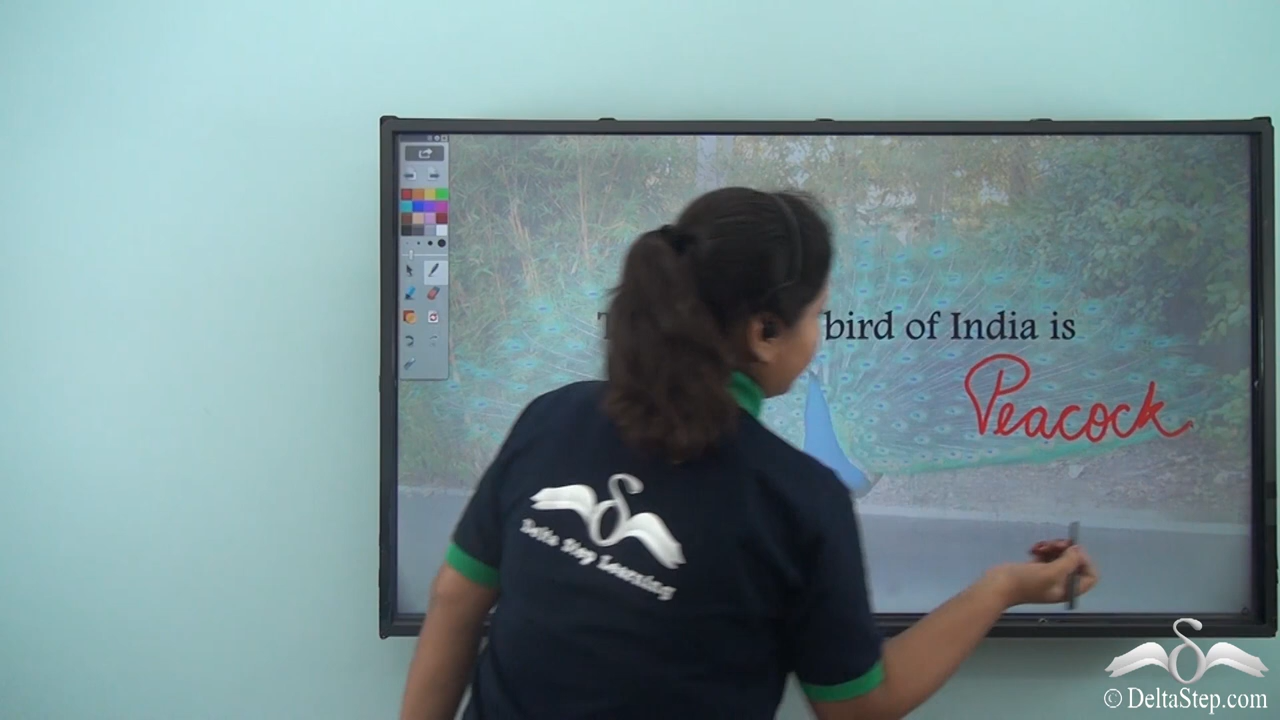 bird of India is
Peacock
Delta Step Learning
© DeltaStep.com